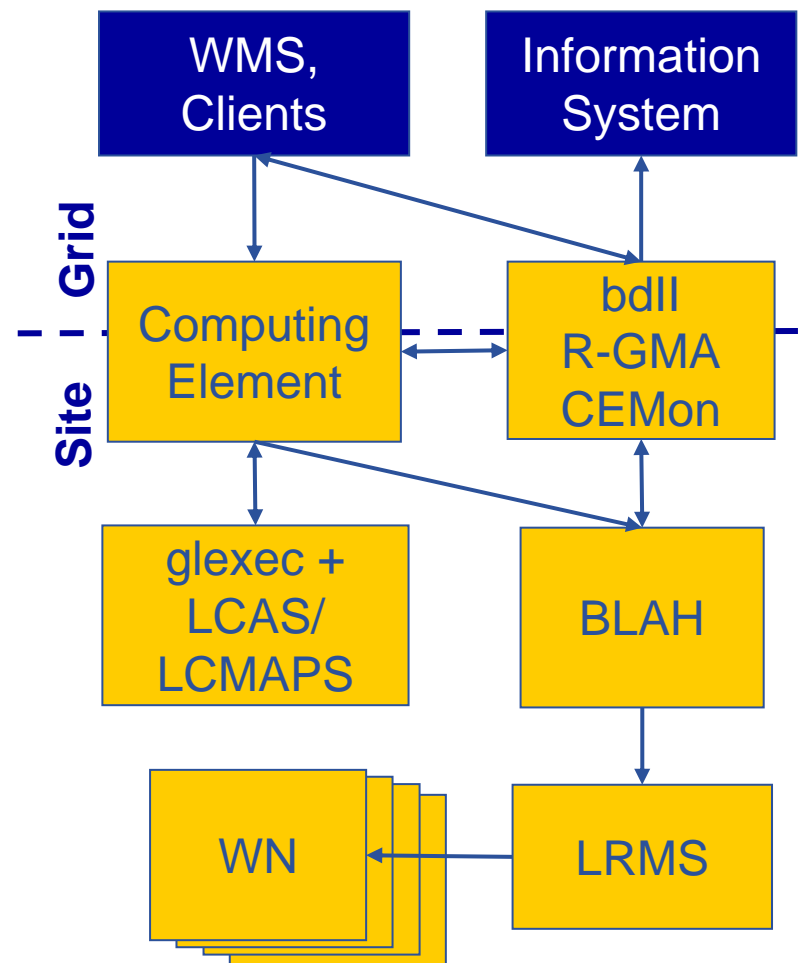 WMS,
Clients
Information
System
Grid
Computing
Element
bdII
R-GMA
CEMon
Site
glexec +
LCAS/
LCMAPS
BLAH
WN
LRMS